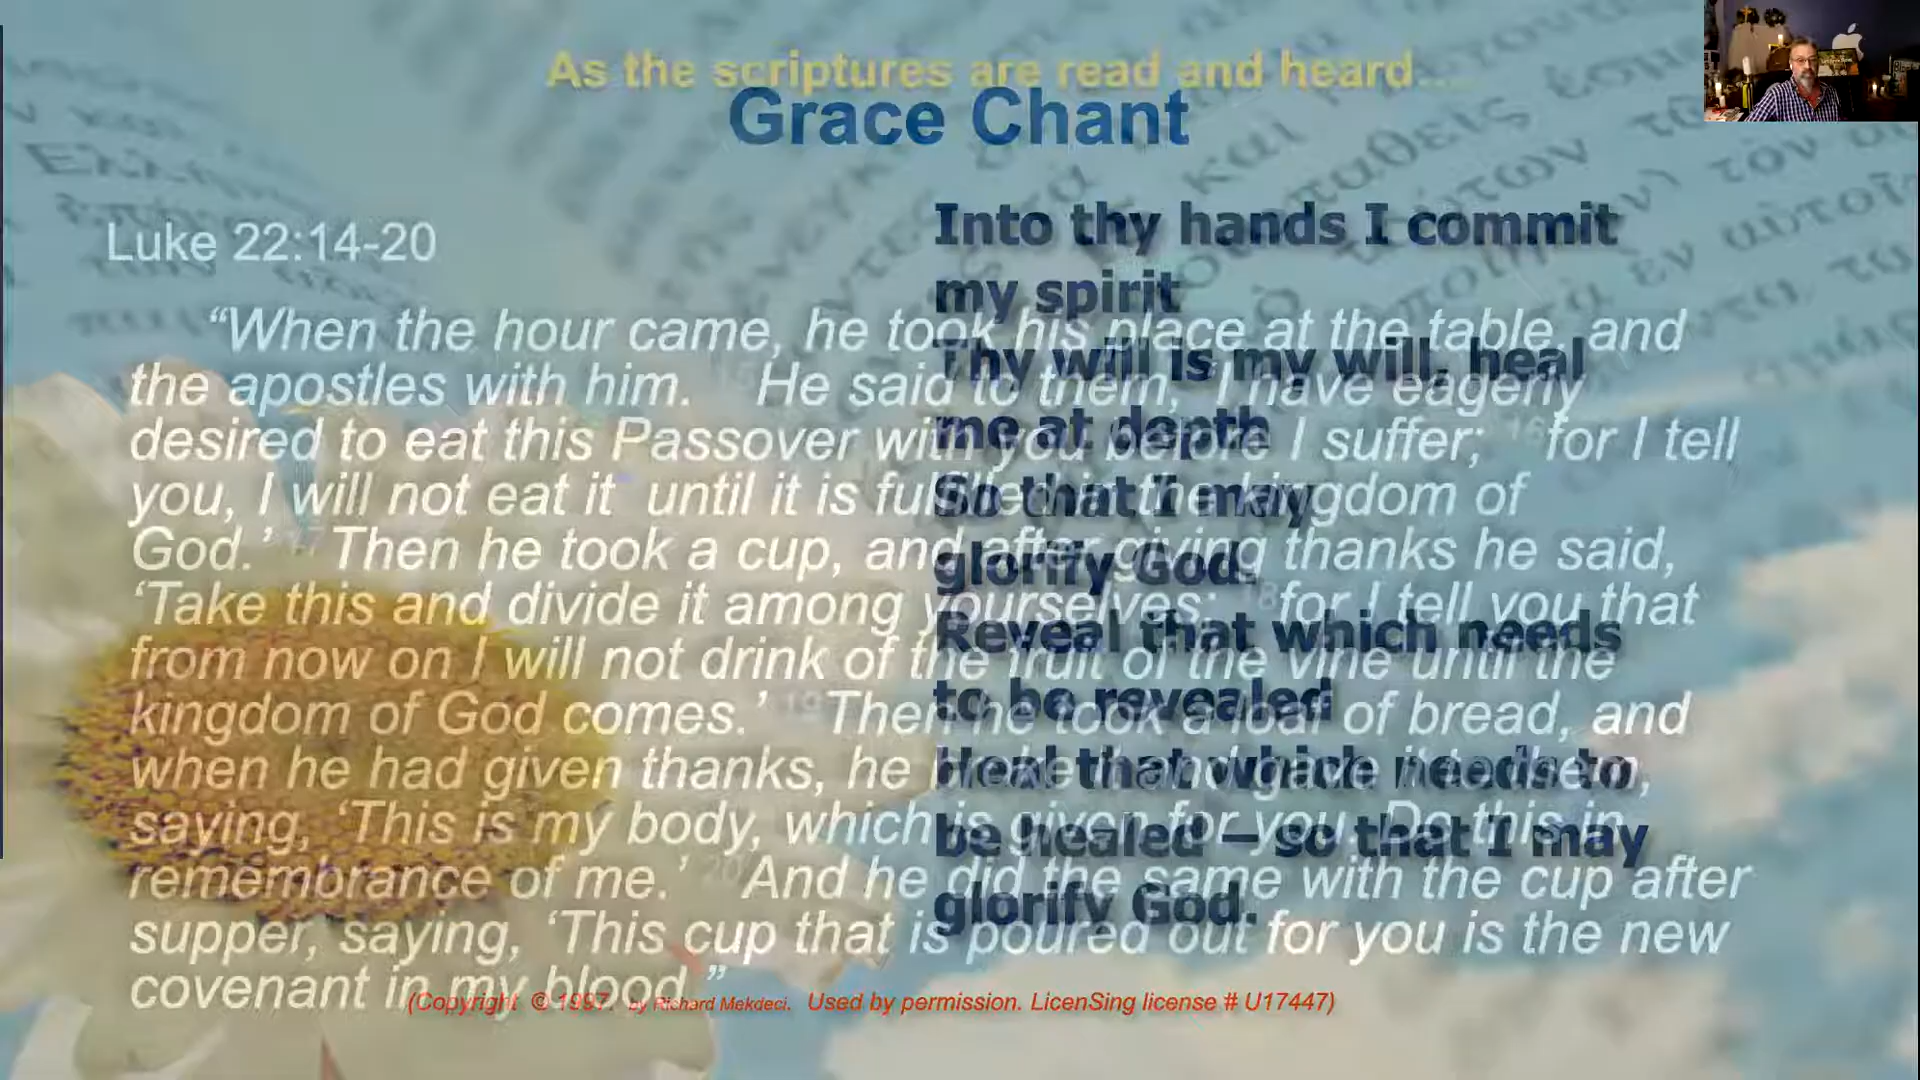 As the scriptures are read and heard....
Grace Chant
Luke 22:14-20
“When the hour came, he took his place at the table, and
the apostles with him. He said to them, ‘I have eagerly
desired to eat this Passover with you before I suffer; 16 for I tell
you, I will not eat it until it is fulfilled in the kingdom of
God.’ Then he took a cup, and after giving thanks he said,
‘Take this and divide it among yourselves; 18 for I tell you that
from now on I will not drink of the fruit of the vine until the
kingdom of God comes.’ 19 Then he took a loaf of bread, and
when he had given thanks, he
saying, ‘This is my body, which is given for you. Do this in
remembrance of me.’ 20 And he did the same with the cup after
supper, saying, ‘This cup that is poured out for you is the new
covenant in my blood.”
Into thy hands I commit
my spirit
Thy will is my will, heal
me at depth
So that I may
glorify God.
Reveal that which needs
to be revealed
Heal that which needs to
be healed – so that I may
glorify God.
(Copyright © 1997. by Richard Mekdeci. Used by permission. LicenSing license # U17447)